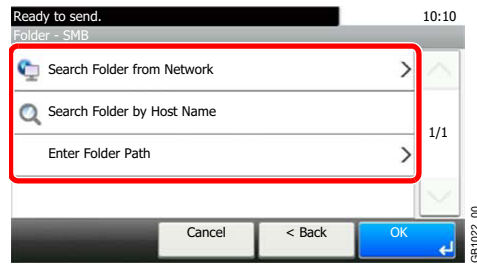 Ready to send.
10:10
Folder - SMB
Search Folder from Network
Search Folder by Host Name
1/1
Enter Folder Path
Cancel
< Back
OK
GB1022_00